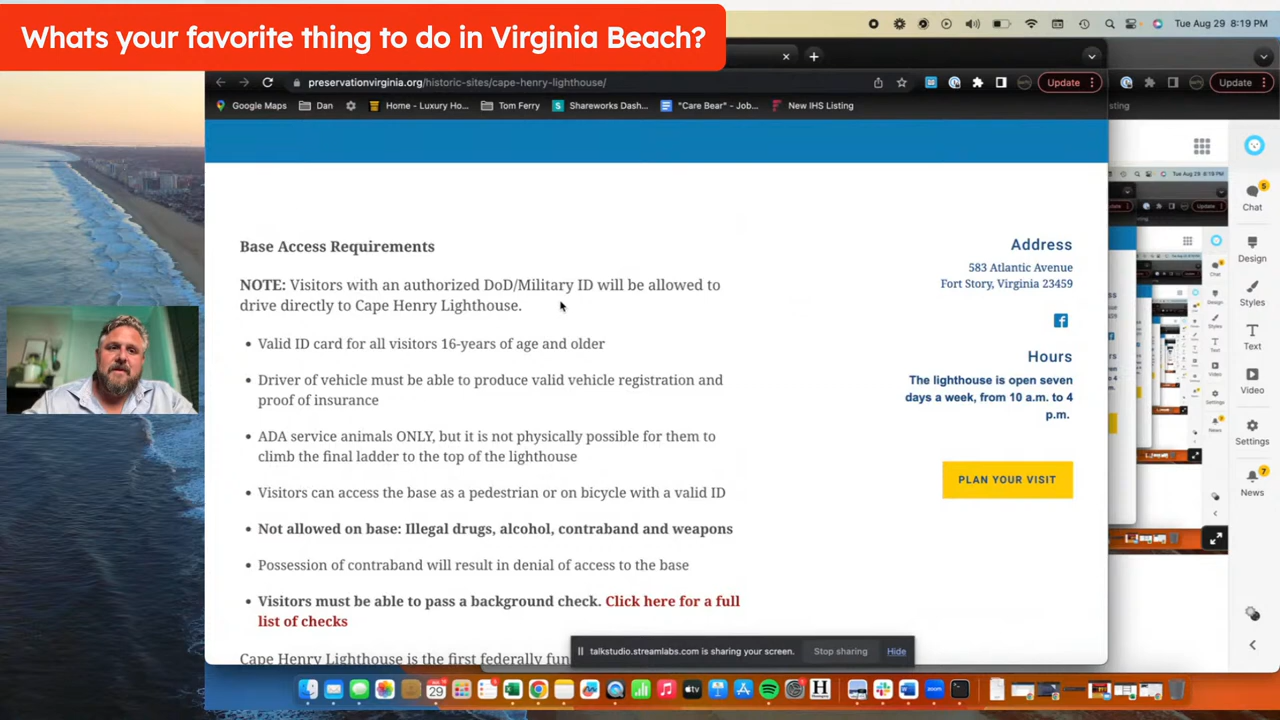 Whats your favorite thing to do in Virginia Beach?
Tue Aug 29 8:19 PM
preservationvirginia.org/historic-sites/cape-henry-lighthouse/
Update
Update
Google Maps
Dan
Home - Luxury Ho...
Tom Ferry
Shareworks Dash...
"Care Bear" - Job...
New IHS Listing
sting
Base Access Requirements
NOTE: Visitors with an authorized DoD/Military ID will be allowed to
drive directly to Cape Henry Lighthouse.
Valid ID card for all visitors 16-years of age and older
Driver of vehicle must be able to produce valid vehicle registration and
proof of insurance
ADA service animals ONLY, but it is not physically possible for them to
climb the final ladder to the top of the lighthouse
Visitors can access the base as a pedestrian or on bicycle with a valid ID
Not allowed on base: Illegal drugs, alcohol, contraband and weapons
Possession of contraband will result in denial of access to the base
Visitors must be able to pass a background check. Click here for a full
list of checks
Cape Henry Lighthouse is the first federally fun
Address
583 Atlantic Avenue
Fort Story, Virginia 23459
Hours
The lighthouse is open seven
days a week, from 10 a.m. to 4
p.m.
PLAN YOUR VISIT
Tue Aug 29 8:19 PM
5
Chat
Design
Styles
Text
Video
Settings
7
News
talkstudio.streamlabs.com is sharing your screen.
Stop sharing
Hide
29
zoom